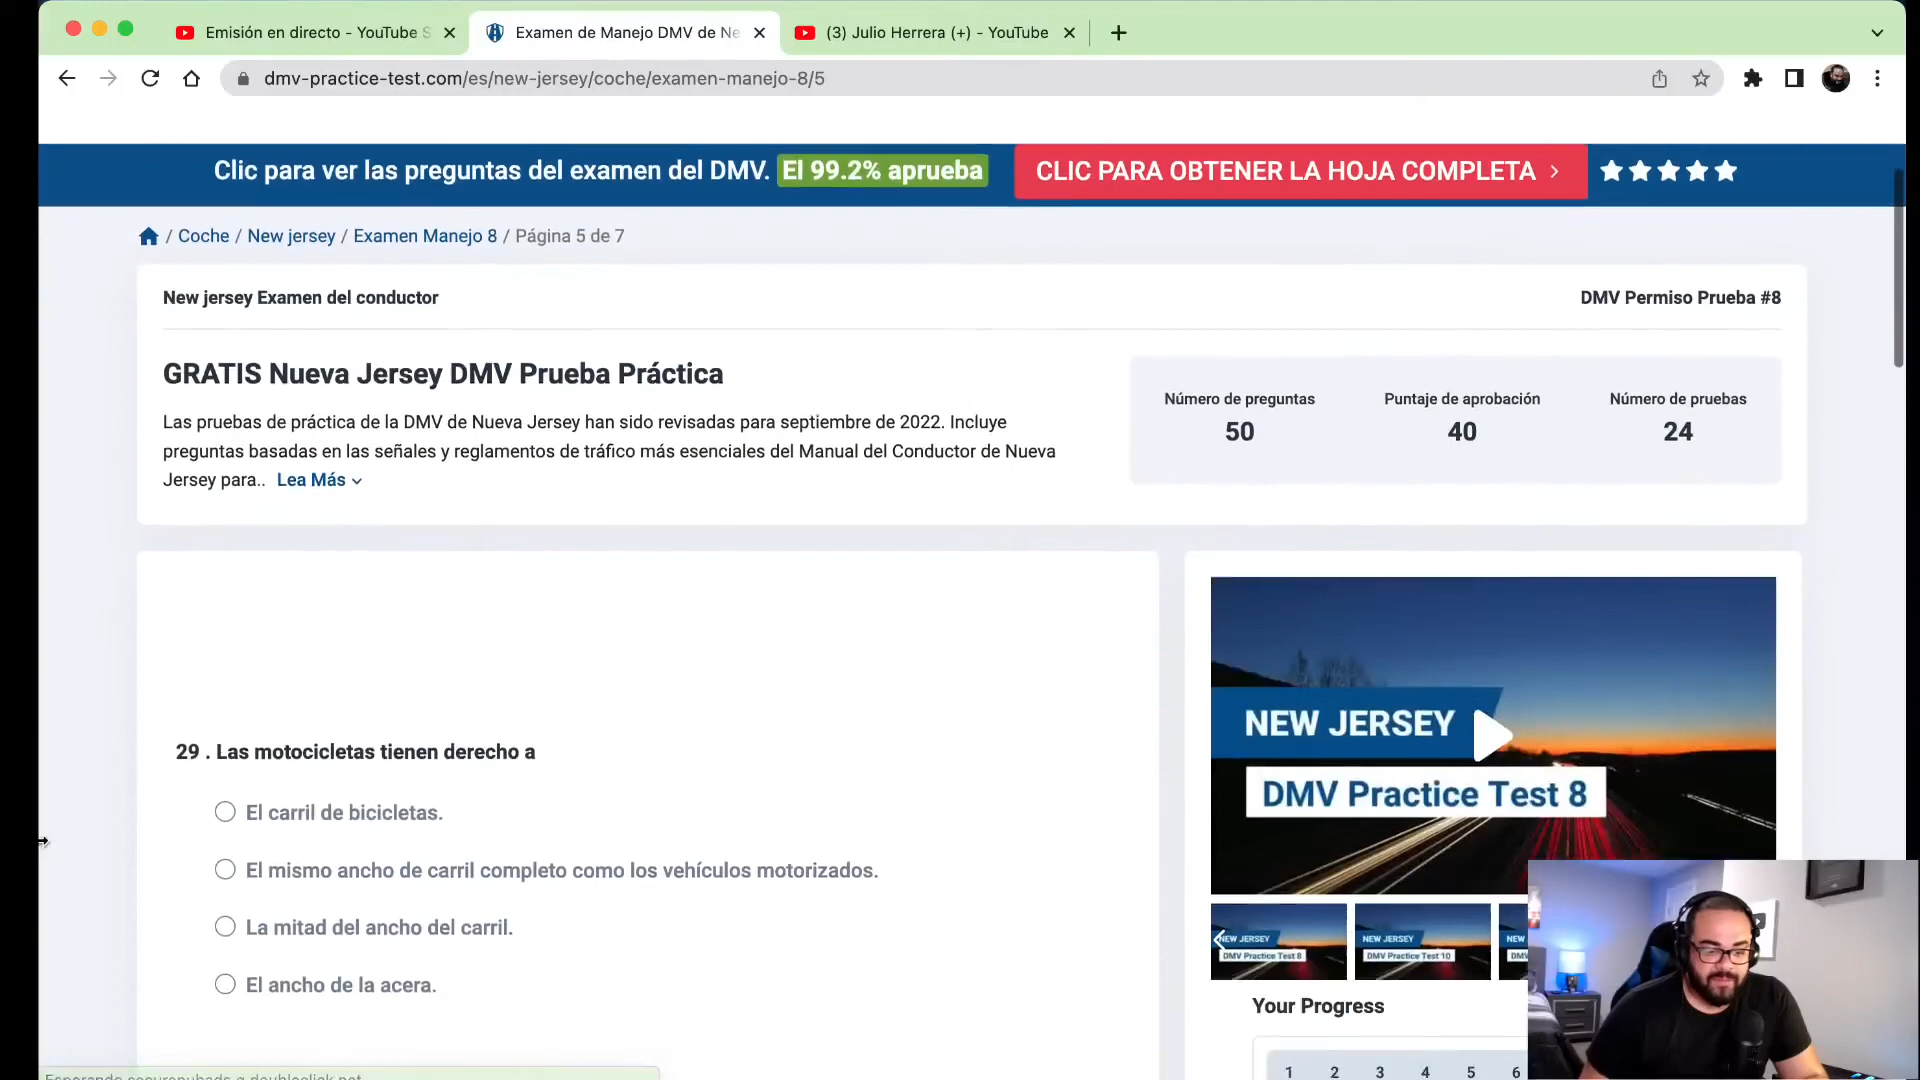 Emisión en directo - YouTube S
Examen de Manejo DMV de Ne
(3) Julio Herrera (+) - YouTube
dmv-practice-test.com/es/new-jersey/coche/examen-manejo-8/5
Clic para ver las preguntas del examen del DMV. El 99.2% aprueba
CLIC PARA OBTENER LA HOJA COMPLETA
/ Coche / New jersey / Examen Manejo 8 / Página 5 de 7
New jersey Examen del conductor
DMV Permiso Prueba #8
GRATIS Nueva Jersey DMV Prueba Práctica
Las pruebas de práctica de la DMV de Nueva Jersey han sido revisadas para septiembre de 2022. Incluye
preguntas basadas en las señales y reglamentos de tráfico más esenciales del Manual del Conductor de Nueva
Jersey para.. Lea Más
Número de preguntas
50
Puntaje de aprobación
40
Número de pruebas
24
29 . Las motocicletas tienen derecho a
El carril de bicicletas.
El mismo ancho de carril completo como los vehículos motorizados.
La mitad del ancho del carril.
El ancho de la acera.
NEW JERSEY
DMV Practice Test 8
NEW JERSEY
DMV Practice Test 8
NEW JERSEY
DMV Practice Test 10
NEW
DMV
Your Progress
1 2 3 4 5 6